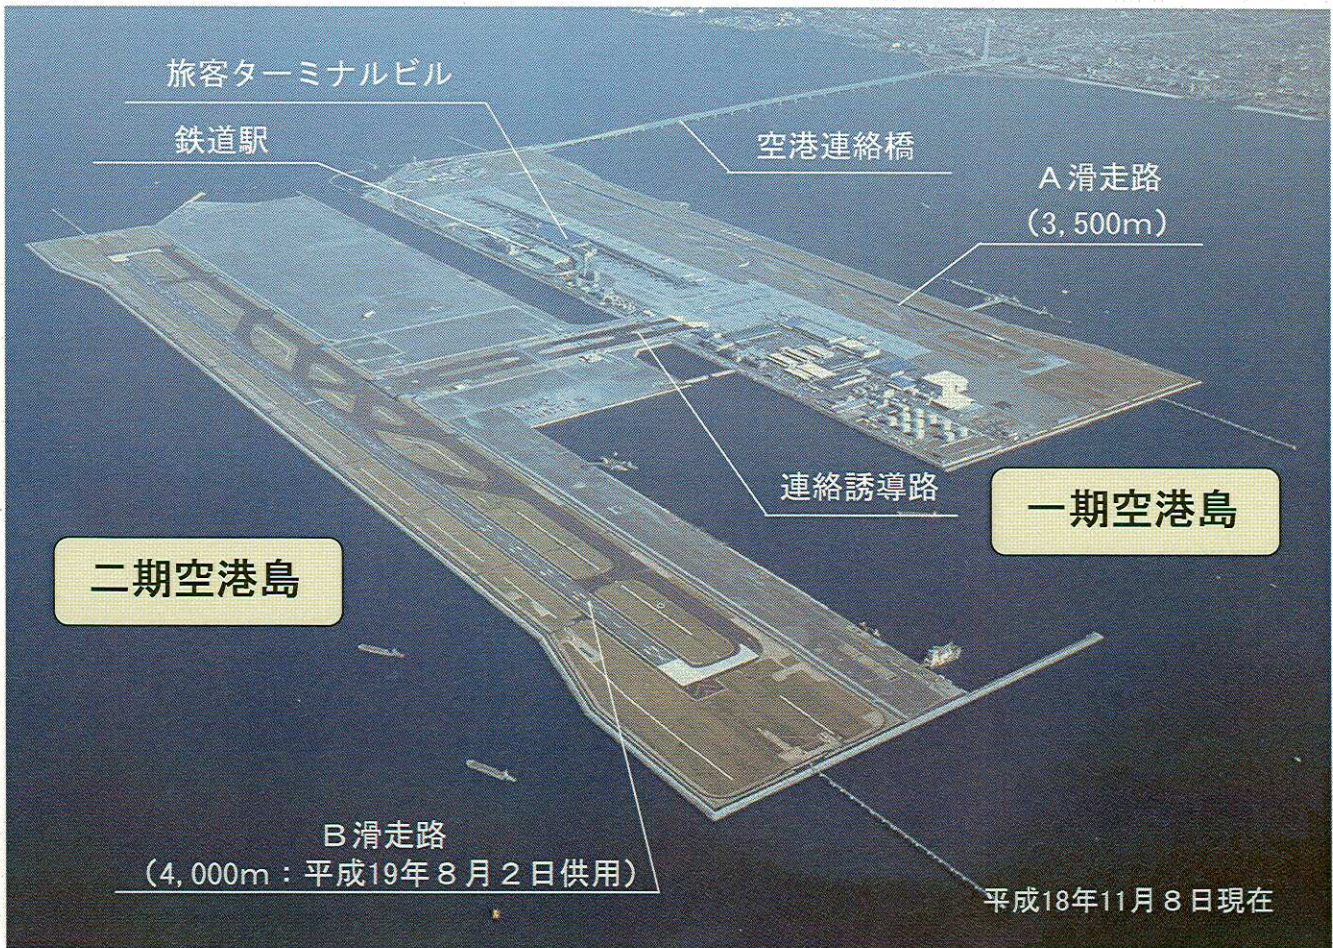 旅客ターミナルビル
鉄道駅
空港連絡橋
A滑走路
(3,500m)
連絡誘導路
一期空港島
二期空港島
B滑走路
(4,000m：平成19年8月2日供用)
平成18年11月8日現在